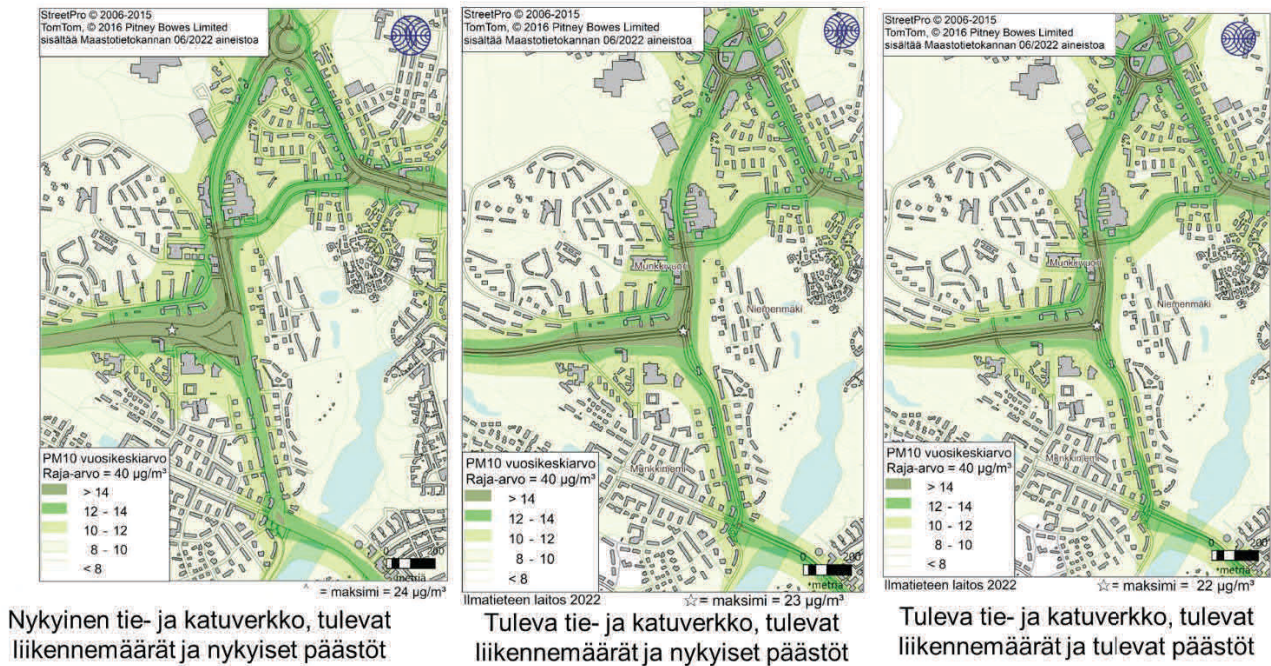 StreetPro © 2006-2015
TomTom, © 2016 Pitney Bowes Limited
sisältää Maastotietokannan 06/2022 aineistoa
PM10 vuosikeskiarvo
Raja-arvo = 40 µg/m³
> 14
12 - 14
10 - 12
8 - 10
< 8
0 200
metriä
= maksimi = 24 µg/m³
Nykyinen tie- ja katuverkko, tulevat
liikennemäärät ja nykyiset päästöt
StreetPro © 2006-2015
TomTom, © 2016 Pitney Bowes Limited
sisältää Maastotietokannan 06/2022 aineistoa
Munkkivuori
Niemenmäki
Munkkiniemi
PM10 vuosikeskiarvo
Raja-arvo = 40 µg/m³
> 14
12 - 14
10 - 12
8 - 10
< 8
0 200
metriä
Ilmatieteen laitos 2022 ☆= maksimi = 23 µg/m³
Tuleva tie- ja katuverkko, tulevat
liikennemäärät ja nykyiset päästöt
StreetPro © 2006-2015
TomTom, © 2016 Pitney Bowes Limited
sisältää Maastotietokannan 06/2022 aineistoa
Munkkivuori
Niemenmäki
Munkkiniemi
PM10 vuosikeskiarvo
Raja-arvo = 40 µg/m³
> 14
12 - 14
10 - 12
8 - 10
< 8
0 200
metriä
Ilmatieteen laitos 2022 ☆= maksimi = 22 µg/m³
Tuleva tie- ja katuverkko, tulevat
liikennemäärät ja tulevat päästöt